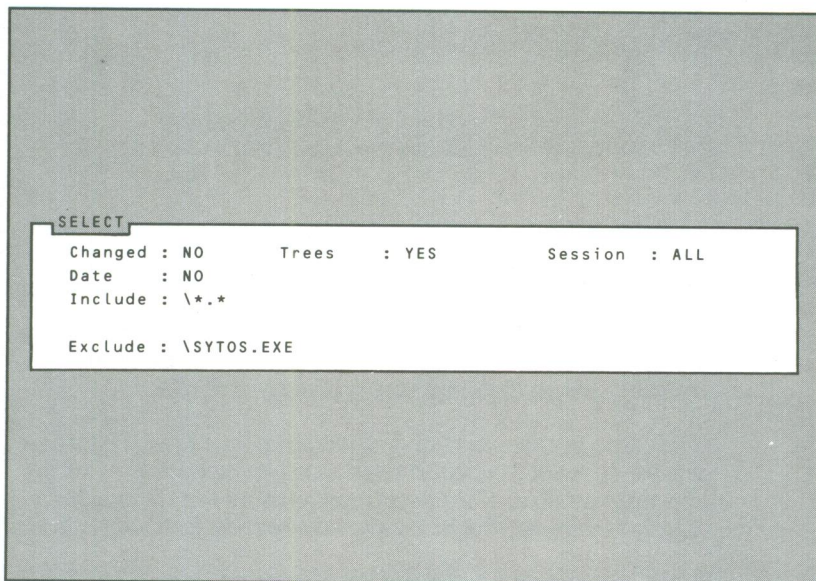 SELECT
Changed : NO Trees : YES Session : ALL
Date : NO
Include : \*.*
Exclude : \SYTOS.EXE